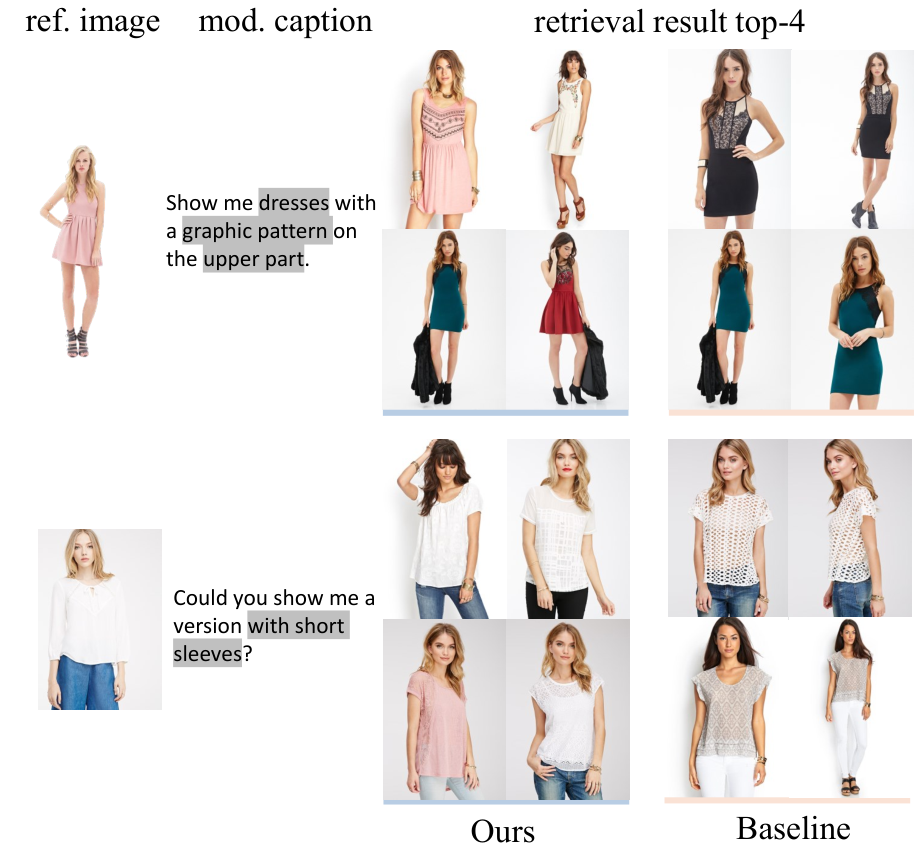 ref. image
mod. caption
retrieval result top-4
Show me dresses with
a graphic pattern on
the upper part.
Could you show me a
version with short
sleeves?
Ours
Baseline